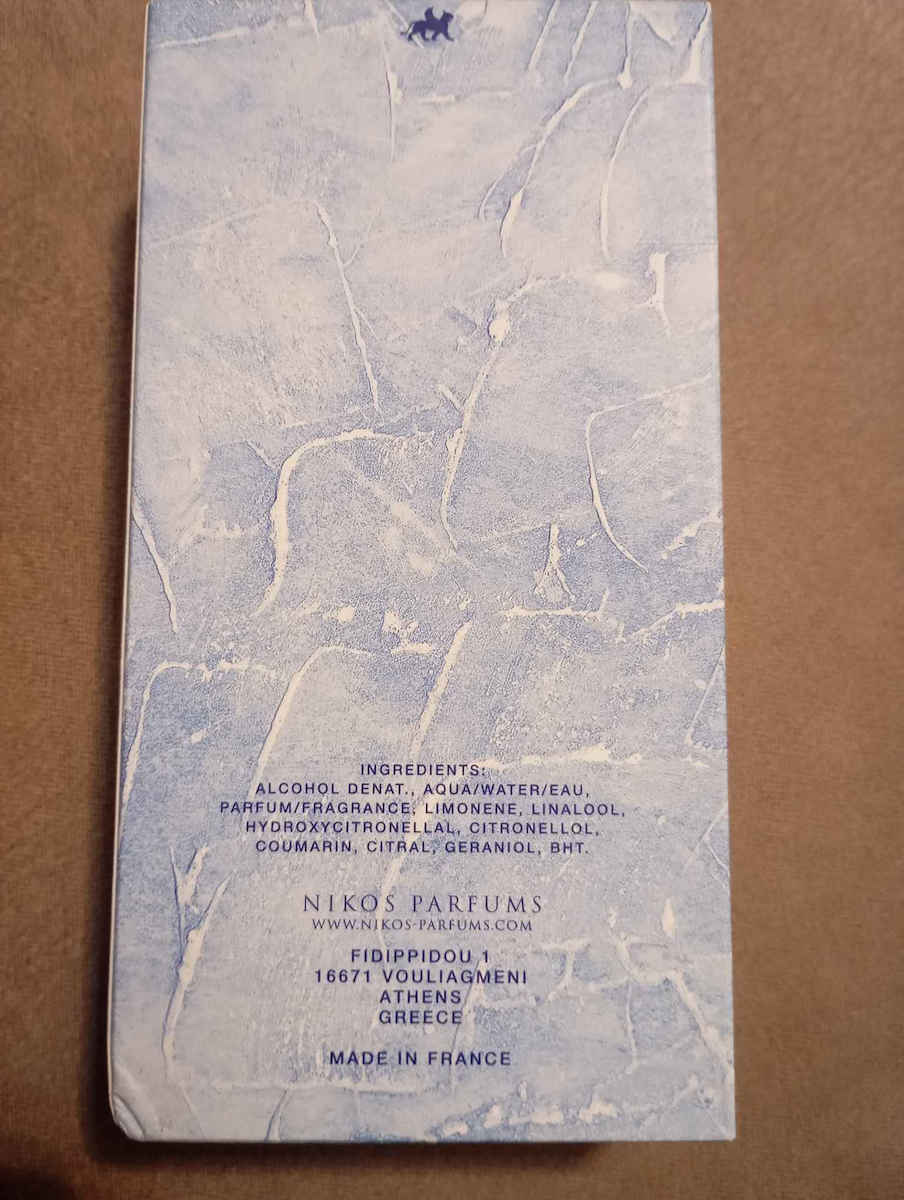 INGREDIENTS:
ALCOHOL DENAT., AQUA/WATER/EAU,
PARFUM/FRAGRANCE, LIMONENE, LINALOOL,
HYDROXYCITRONELLAL, CITRONELLOL,
COUMARIN, CITRAL, GERANIOL, BHT.
NIKOS PARFUMS
WWW.NIKOS-PARFUMS.COM
FIDIPPIDOU 1
16671 VOULIAGMENI
ATHENS
GREECE
MADE IN FRANCE